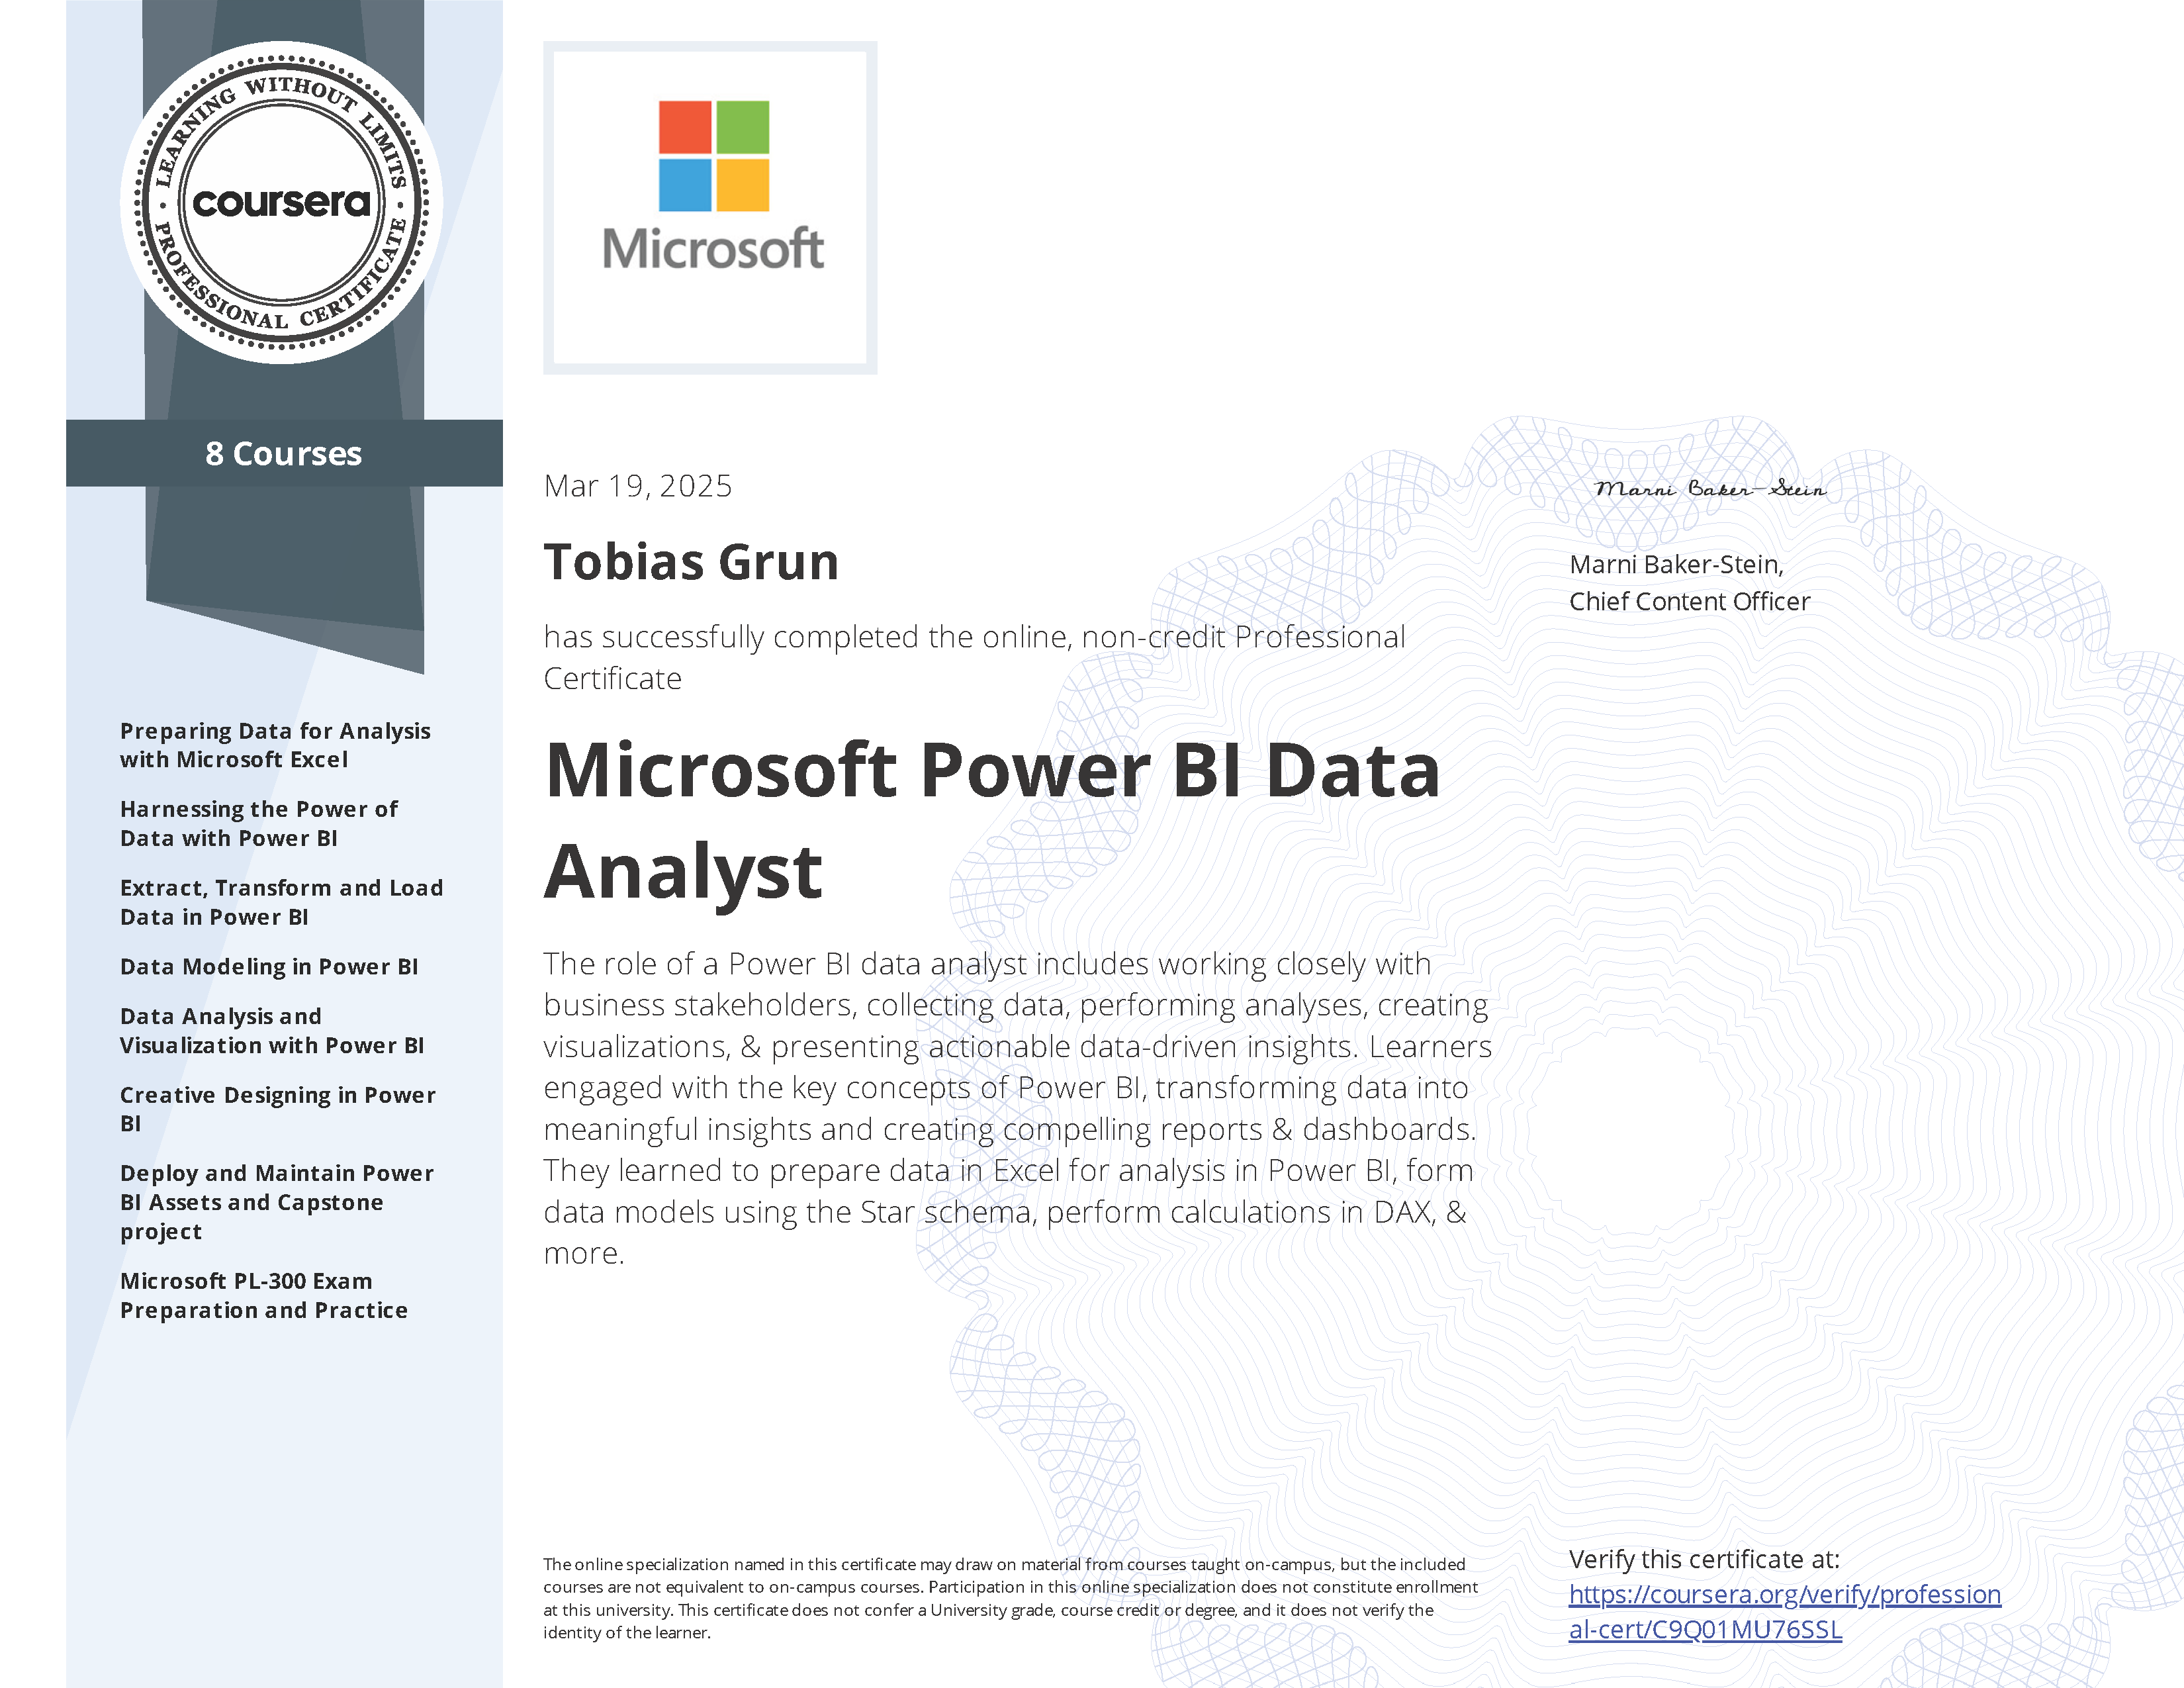 LEARNING WITHOUT LIMITS
coursera
PROFESSIONAL CERTIFICATE
8 Courses
Preparing Data for Analysis
with Microsoft Excel
Harnessing the Power of
Data with Power BI
Extract, Transform and Load
Data in Power BI
Data Modeling in Power BI
Data Analysis and
Visualization with Power BI
Creative Designing in Power
BI
Deploy and Maintain Power
BI Assets and Capstone
project
Microsoft PL-300 Exam
Preparation and Practice
Microsoft
Mar 19, 2025
Tobias Grun
has successfully completed the online, non-credit Professional
Certificate
Microsoft Power BI Data
Analyst
The role of a Power BI data analyst includes working closely with
business stakeholders, collecting data, performing analyses, creating
visualizations, & presenting actionable data-driven insights. Learners
engaged with the key concepts of Power BI, transforming data into
meaningful insights and creating compelling reports & dashboards.
They learned to prepare data in Excel for analysis in Power BI, form
data models using the Star schema, perform calculations in DAX, &
more.
The online specialization named in this certificate may draw on material from courses taught on-campus, but the included
courses are not equivalent to on-campus courses. Participation in this online specialization does not constitute enrollment
at this university. This certificate does not confer a University grade, course credit or degree, and it does not verify the
identity of the learner.
Marni Baker-Stein
Marni Baker-Stein,
Chief Content Officer
Verify this certificate at:
https://coursera.org/verify/profession
al-cert/C9Q01MU76SSL